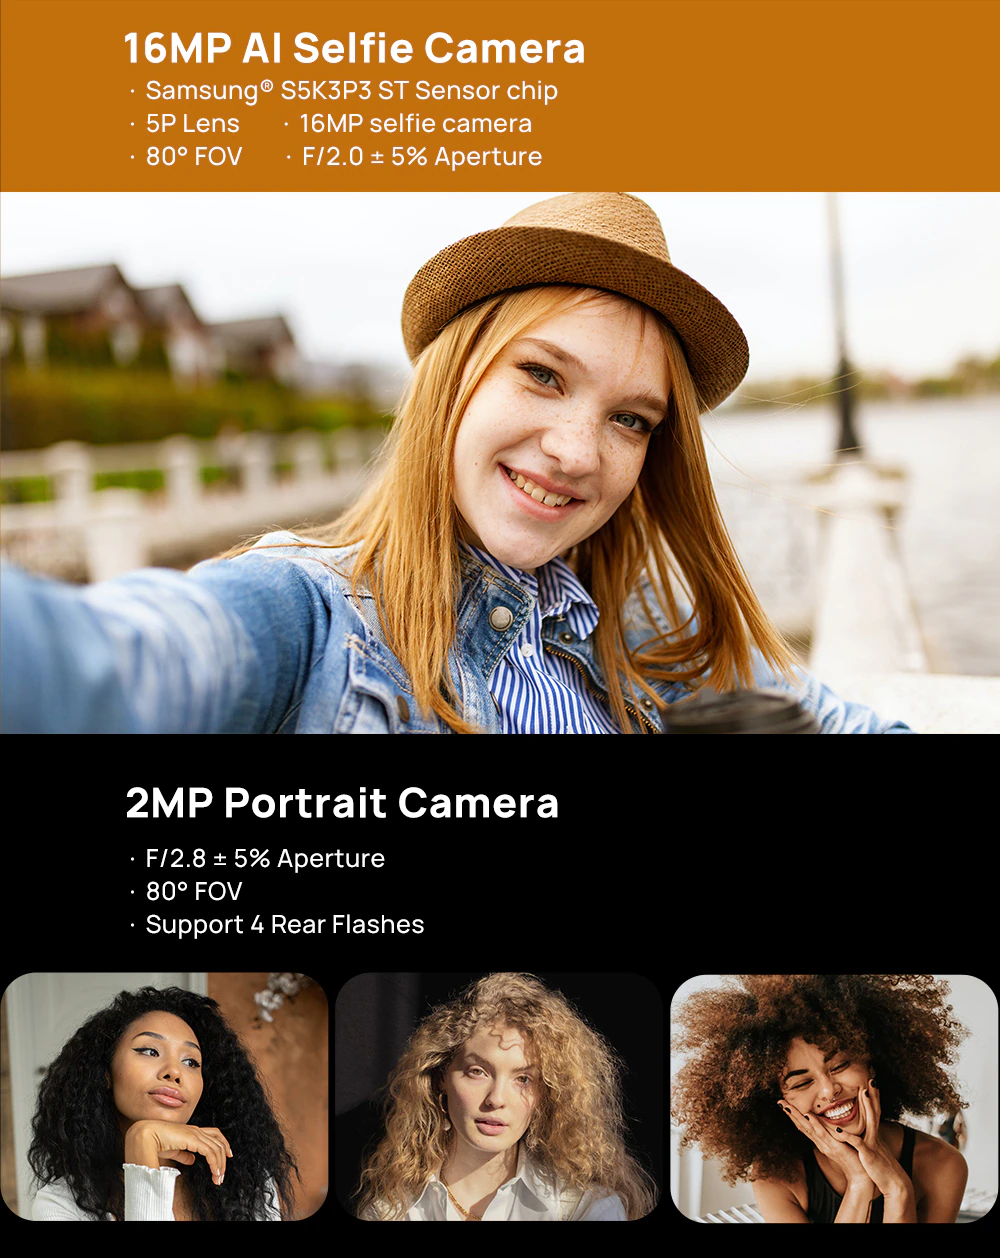 16MP AI Selfie Camera
· Samsung® S5K3P3 ST Sensor chip
· 5P Lens · 16MP selfie camera
· 80° FOV · F/2.0 ± 5% Aperture
2MP Portrait Camera
· F/2.8 ± 5% Aperture
· 80° FOV
· Support 4 Rear Flashes